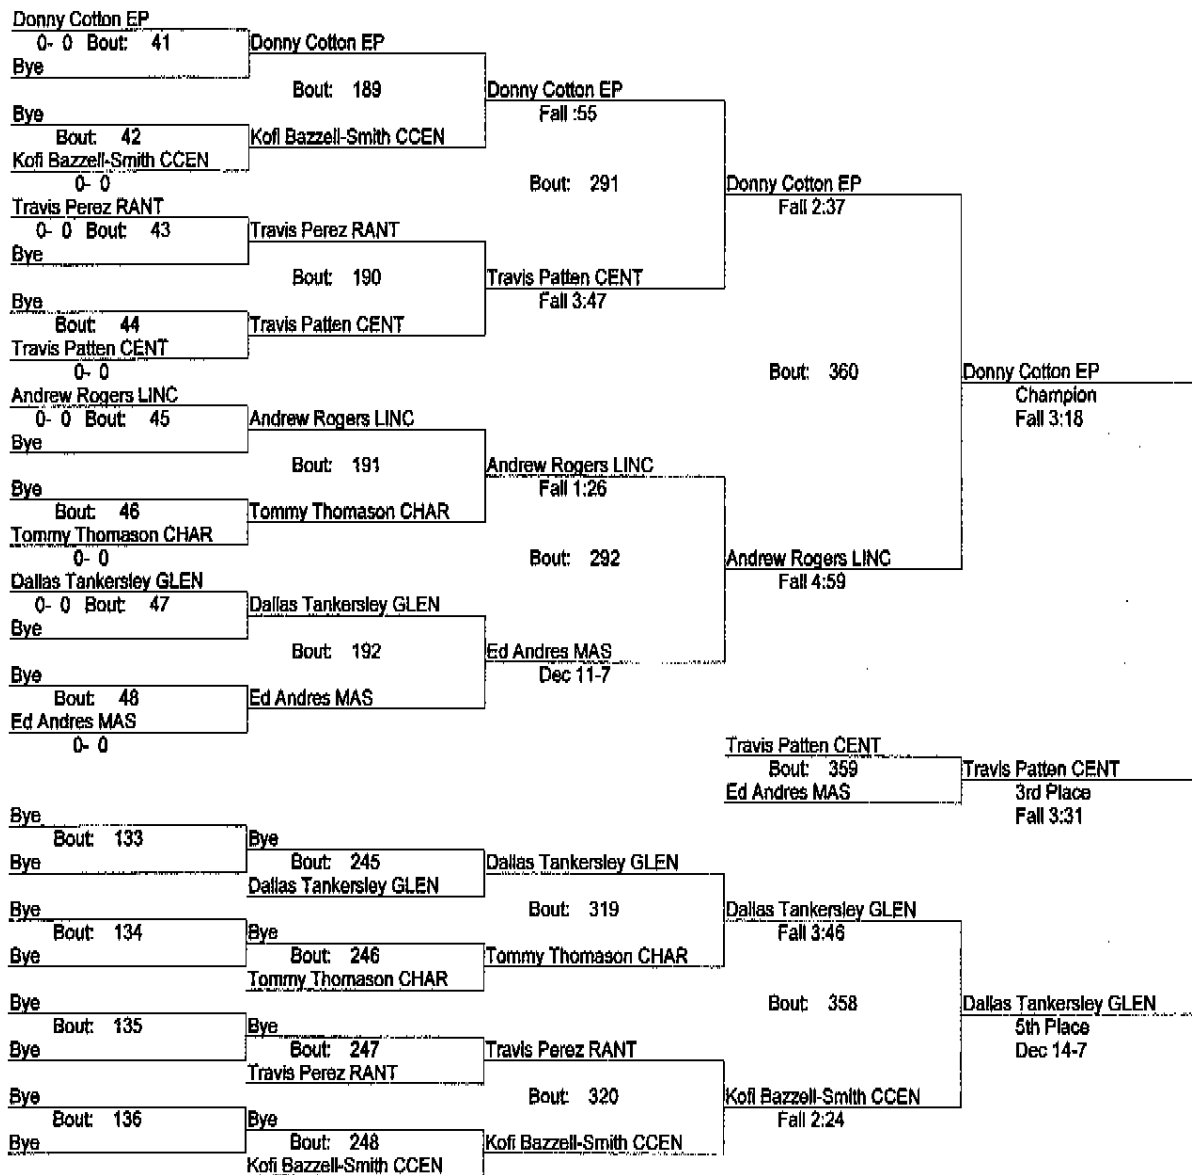 Donny Cotton EP
0- 0 Bout: 41
Bye
Donny Cotton EP
Bout: 189
Donny Cotton EP
Fall :55
Bye
Bout: 42
Kofi Bazzell-Smith CCEN
Kofi Bazzell-Smith CCEN
0- 0
Bout: 291
Donny Cotton EP
Fall 2:37
Travis Perez RANT
0- 0 Bout: 43
Bye
Travis Perez RANT
Bout: 190
Travis Patten CENT
Fall 3:47
Bye
Bout: 44
Travis Patten CENT
Travis Patten CENT
0- 0
Bout: 360
Donny Cotton EP
Champion
Fall 3:18
Andrew Rogers LINC
0- 0 Bout: 45
Bye
Andrew Rogers LINC
Bout: 191
Andrew Rogers LINC
Fall 1:26
Bye
Bout: 46
Tommy Thomason CHAR
Tommy Thomason CHAR
0- 0
Bout: 292
Andrew Rogers LINC
Fall 4:59
Dallas Tankersley GLEN
0- 0 Bout: 47
Bye
Dallas Tankersley GLEN
Bout: 192
Ed Andres MAS
Dec 11-7
Bye
Bout: 48
Ed Andres MAS
Ed Andres MAS
0- 0
Travis Patten CENT
Bout: 359
Ed Andres MAS
Travis Patten CENT
3rd Place
Fall 3:31
Bye
Bout: 133
Bye
Bye
Bout: 245
Dallas Tankersley GLEN
Dallas Tankersley GLEN
Bout: 319
Dallas Tankersley GLEN
Fall 3:46
Bye
Bout: 134
Bye
Bye
Bout: 246
Tommy Thomason CHAR
Tommy Thomason CHAR
Bout: 358
Dallas Tankersley GLEN
5th Place
Dec 14-7
Bye
Bout: 135
Bye
Bye
Bout: 247
Travis Perez RANT
Travis Perez RANT
Bout: 320
Kofi Bazzell-Smith CCEN
Fall 2:24
Bye
Bout: 136
Bye
Bye
Bout: 248
Kofi Bazzell-Smith CCEN
Kofi Bazzell-Smith CCEN